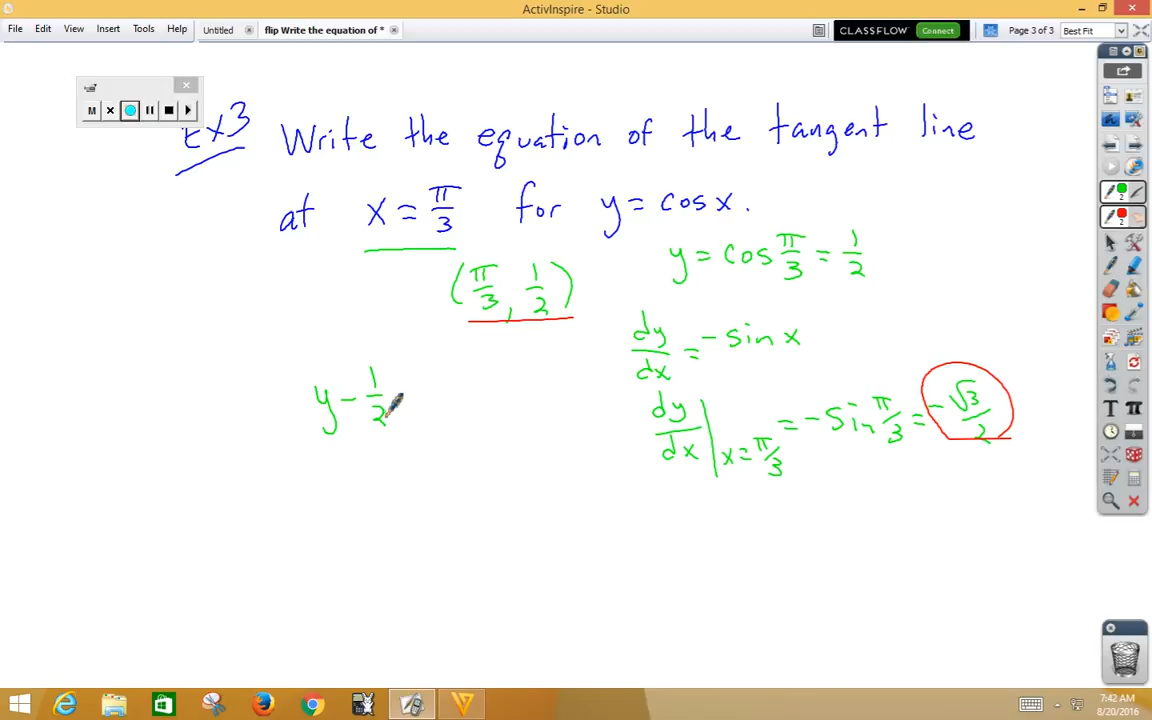 ActivInspire - Studio
File Edit View Insert Tools Help
Untitled
flip Write the equation of *
CLASSFLOW Connect
Page 3 of 3
Best Fit
M
Ex3 Write the equation of the tangent line
at x = π/3 for y = cos x.
y = cos π/3 = 1/2
(π/3, 1/2)
dy/dx = -sin x
y - 1/2
dy/dx | x = π/3 = -sin π/3 = -√3/2
7:42 AM
8/20/2016